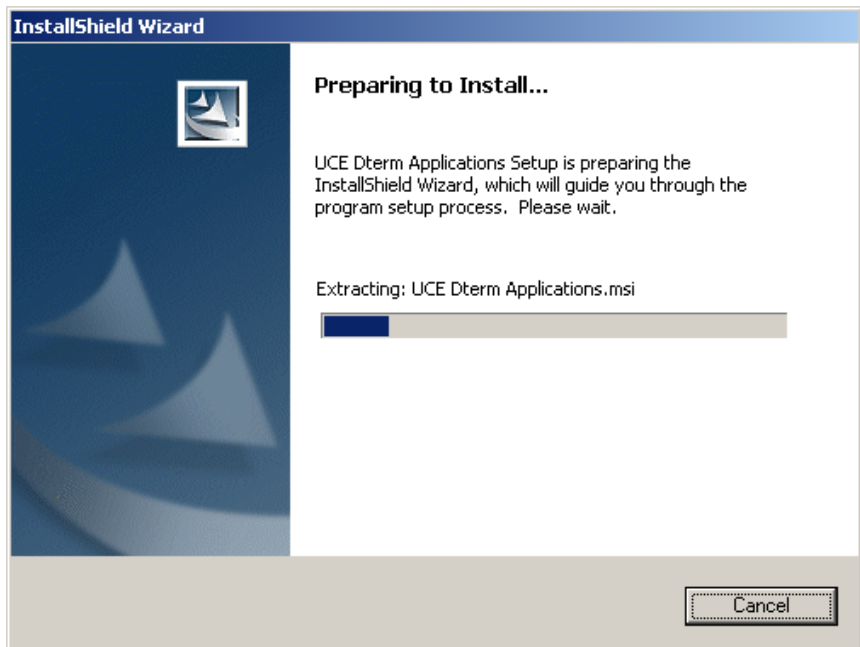 InstallShield Wizard
Preparing to Install...
UCE Dterm Applications Setup is preparing the
InstallShield Wizard, which will guide you through the
program setup process.  Please wait.
Extracting: UCE Dterm Applications.msi
Cancel